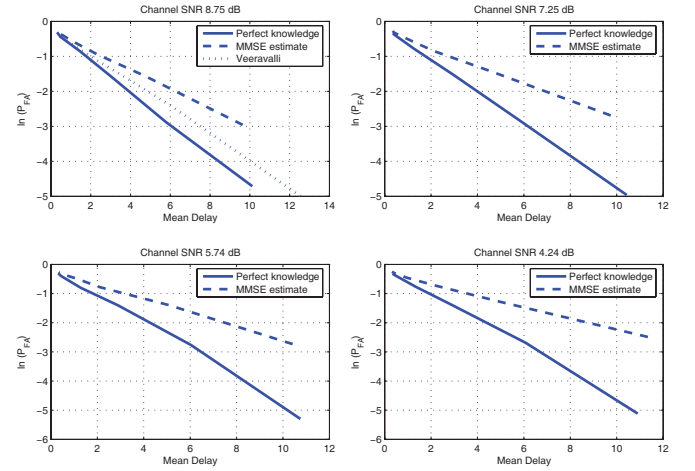 Channel SNR 8.75 dB
0
−1
−2
−3
−4
−5
ln (P_FA)
0 2 4 6 8 10 12 14
Mean Delay
Perfect knowledge
MMSE estimate
Veeravalli
Channel SNR 7.25 dB
0
−1
−2
−3
−4
−5
ln (P_FA)
0 2 4 6 8 10 12
Mean Delay
Perfect knowledge
MMSE estimate
Channel SNR 5.74 dB
0
−1
−2
−3
−4
−5
−6
ln (P_FA)
0 2 4 6 8 10 12
Mean Delay
Perfect knowledge
MMSE estimate
Channel SNR 4.24 dB
0
−1
−2
−3
−4
−5
−6
ln (P_FA)
0 2 4 6 8 10 12
Mean Delay
Perfect knowledge
MMSE estimate